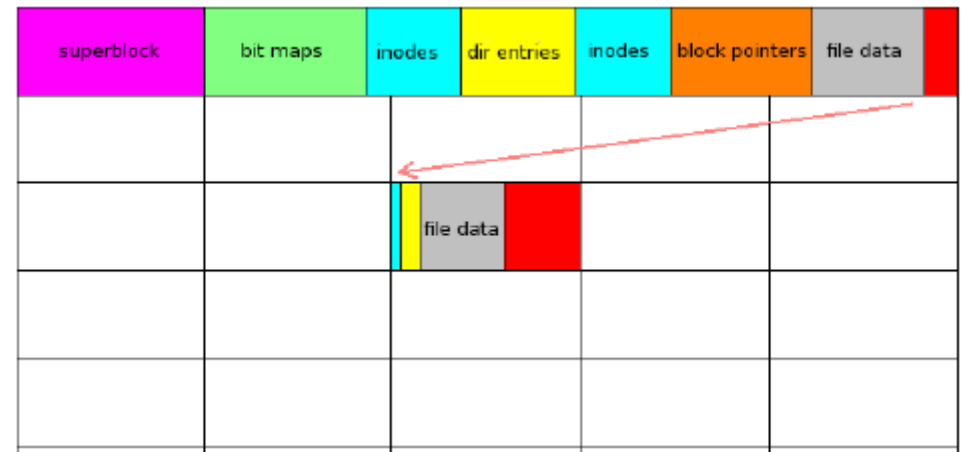 superblock
bit maps
inodes
dir entries
inodes
block pointers
file data
file data